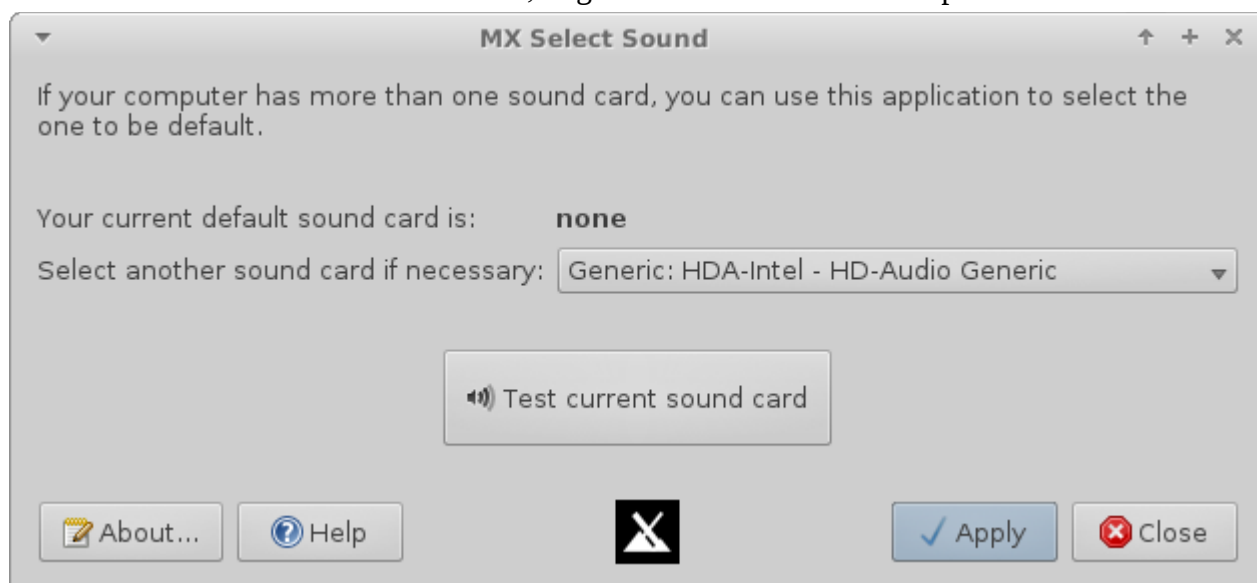 MX Select Sound
If your computer has more than one sound card, you can use this application to select the
one to be default.
Your current default sound card is: none
Select another sound card if necessary: Generic: HDA-Intel - HD-Audio Generic
Test current sound card
About... Help Apply Close